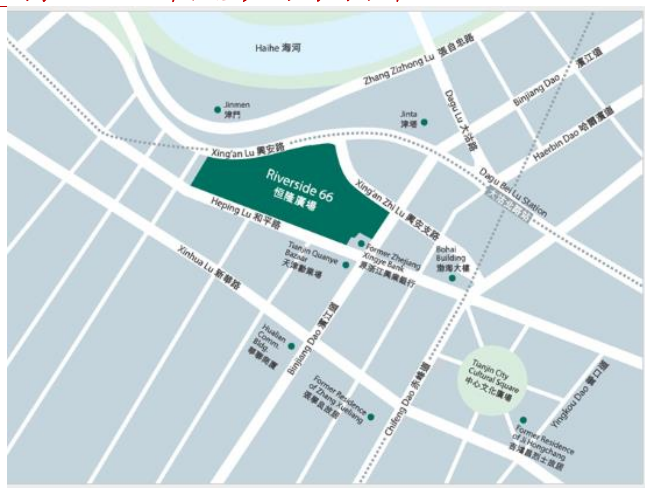 Haihe 海河
Zhang Zizhong Lu 張自忠路
Binjiang Dao 濱江道
Jinmen
津門
Jinta
津塔
Dagu Lu 大沽路
Haerbin Dao 哈爾濱道
Xing'an Lu 興安路
Riverside 66
恒隆廣場
Xing'an Zhi Lu 興安支路
Dagu Bei Lu Station
Heping Lu 和平路
Former Zhejiang
Xingye Bank
原浙江興業銀行
Bohai
Building
渤海大樓
Tianjin Quanye
Bazaar
天津勸業場
Xinhua Lu 新華路
Hualian
Comm.
Bldg.
華聯商廈
Binjiang Dao 濱江道
Tianjin City
Cultural Square
中心文化廣場
Former Residence
of Zhang Xueliang
張學良故居
Chifeng Dao 赤峰道
Yingkou Dao 營口道
Former Residence
of Ji Hongchang
吉鴻昌烈士故居